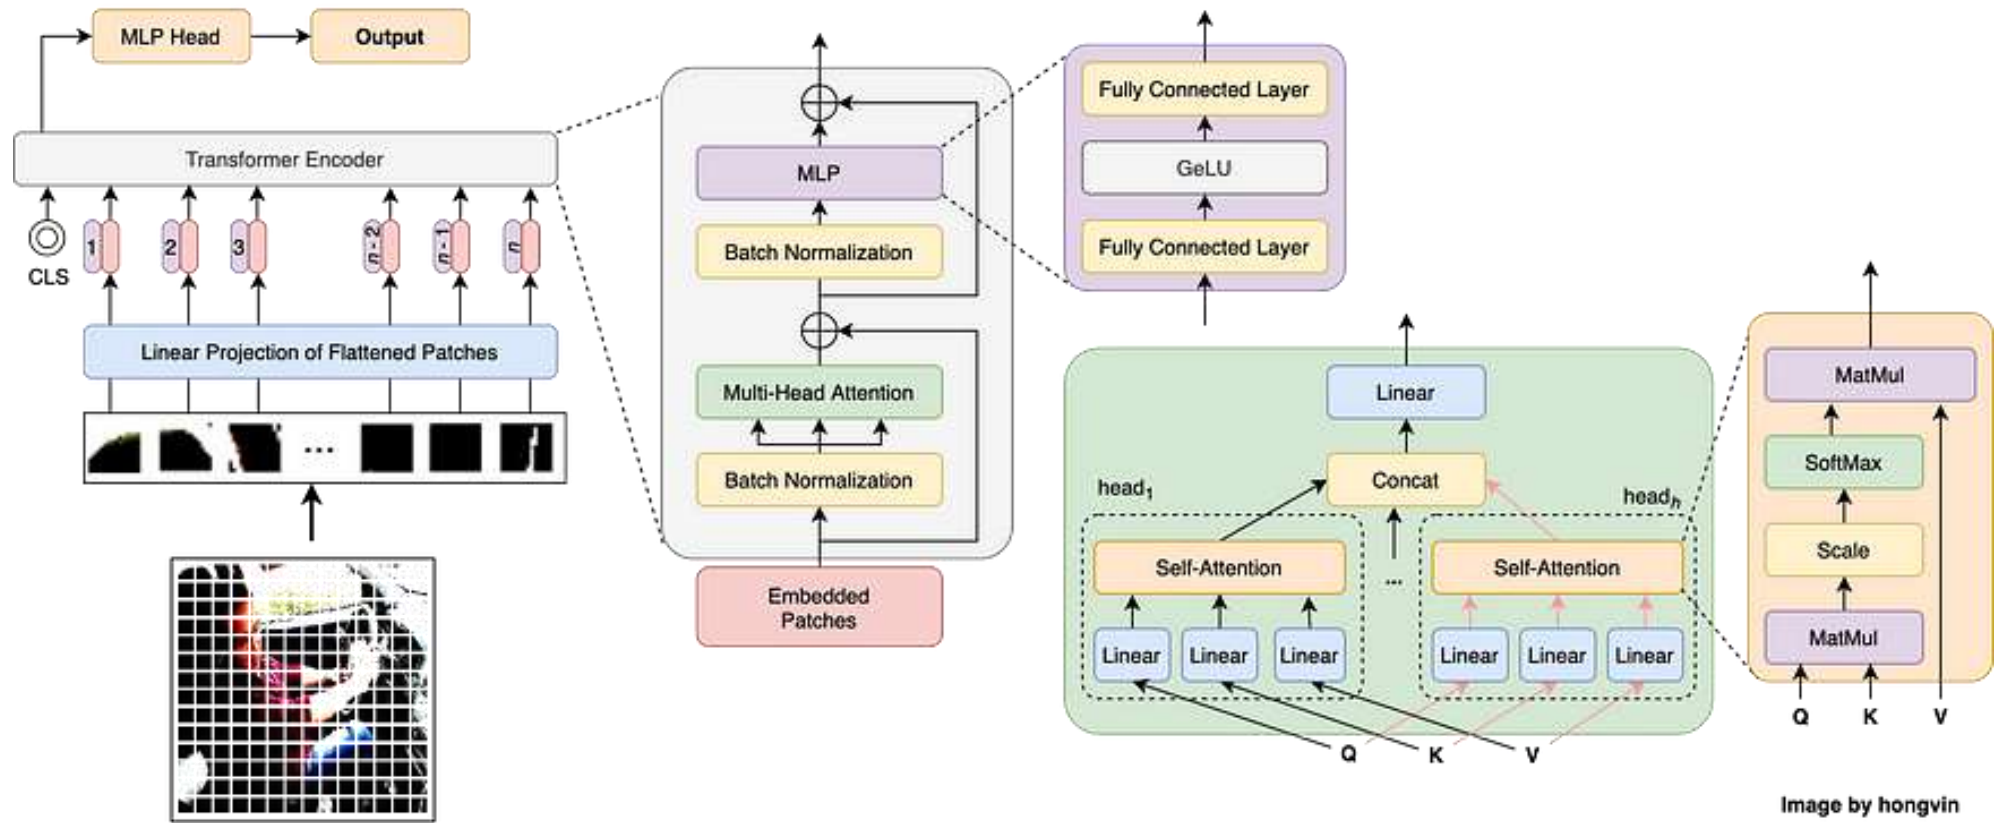 MLP Head
Output
Transformer Encoder
CLS
1
2
3
n-2
n-1
n
Linear Projection of Flattened Patches
...
MLP
Batch Normalization
Multi-Head Attention
Batch Normalization
Embedded
Patches
Fully Connected Layer
GeLU
Fully Connected Layer
Linear
Concat
head1
headh
Self-Attention
...
Self-Attention
Linear
Linear
Linear
Linear
Linear
Linear
Q
K
V
MatMul
SoftMax
Scale
MatMul
Q
K
V
Image by hongvin